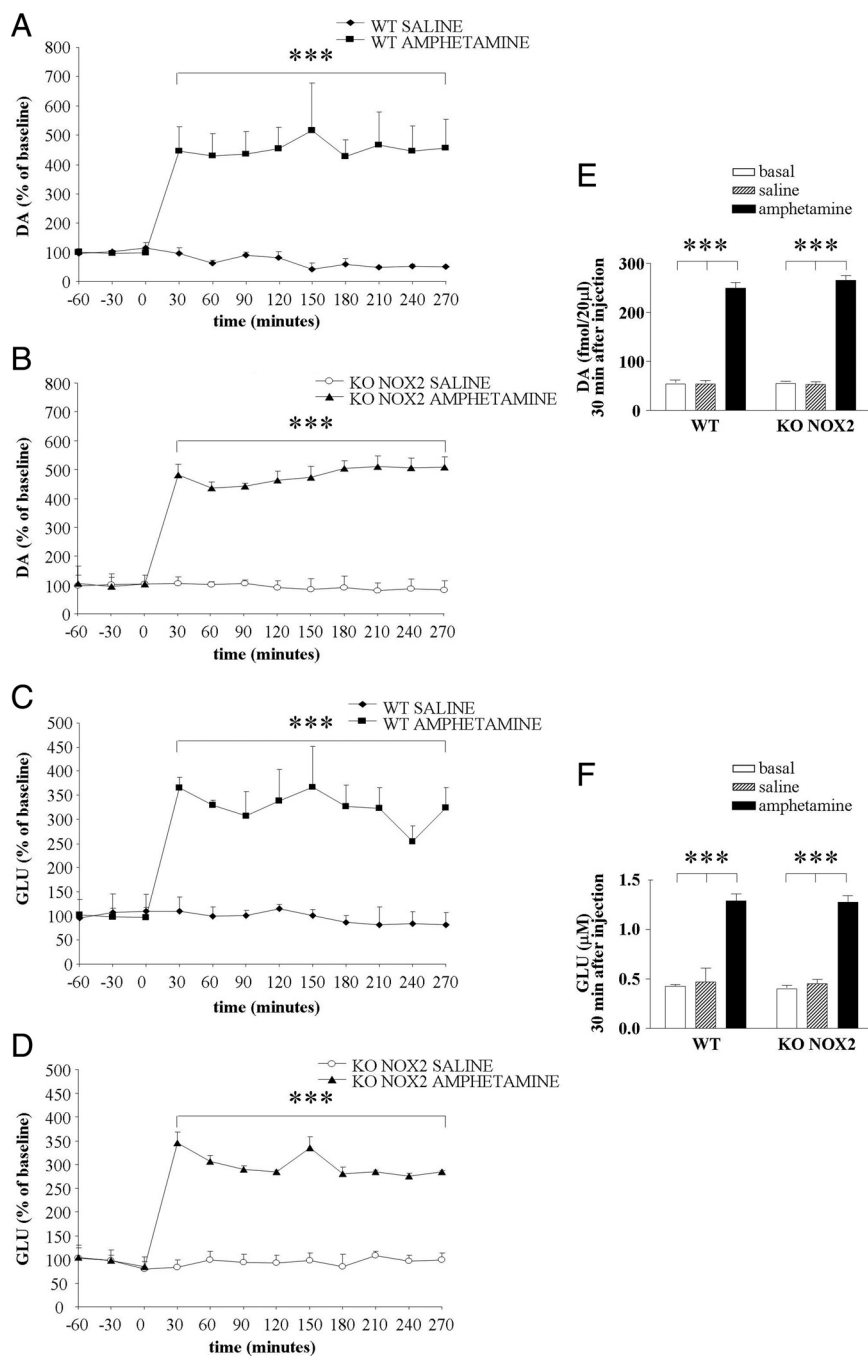 A
WT SALINE
WT AMPHETAMINE
***
800
700
600
500
400
300
200
100
0
DA (% of baseline)
-60 -30 0 30 60 90 120 150 180 210 240 270
time (minutes)
B
KO NOX2 SALINE
KO NOX2 AMPHETAMINE
***
800
700
600
500
400
300
200
100
0
DA (% of baseline)
-60 -30 0 30 60 90 120 150 180 210 240 270
time (minutes)
C
WT SALINE
WT AMPHETAMINE
***
500
450
400
350
300
250
200
150
100
50
0
GLU (% of baseline)
-60 -30 0 30 60 90 120 150 180 210 240 270
time (minutes)
D
KO NOX2 SALINE
KO NOX2 AMPHETAMINE
***
500
450
400
350
300
250
200
150
100
50
0
GLU (% of baseline)
-60 -30 0 30 60 90 120 150 180 210 240 270
time (minutes)
E
basal
saline
amphetamine
*** ***
300
200
100
0
DA (fmol/20µl)
30 min after injection
WT KO NOX2
F
basal
saline
amphetamine
*** ***
1.5
1.0
0.5
0.0
GLU (µM)
30 min after injection
WT KO NOX2